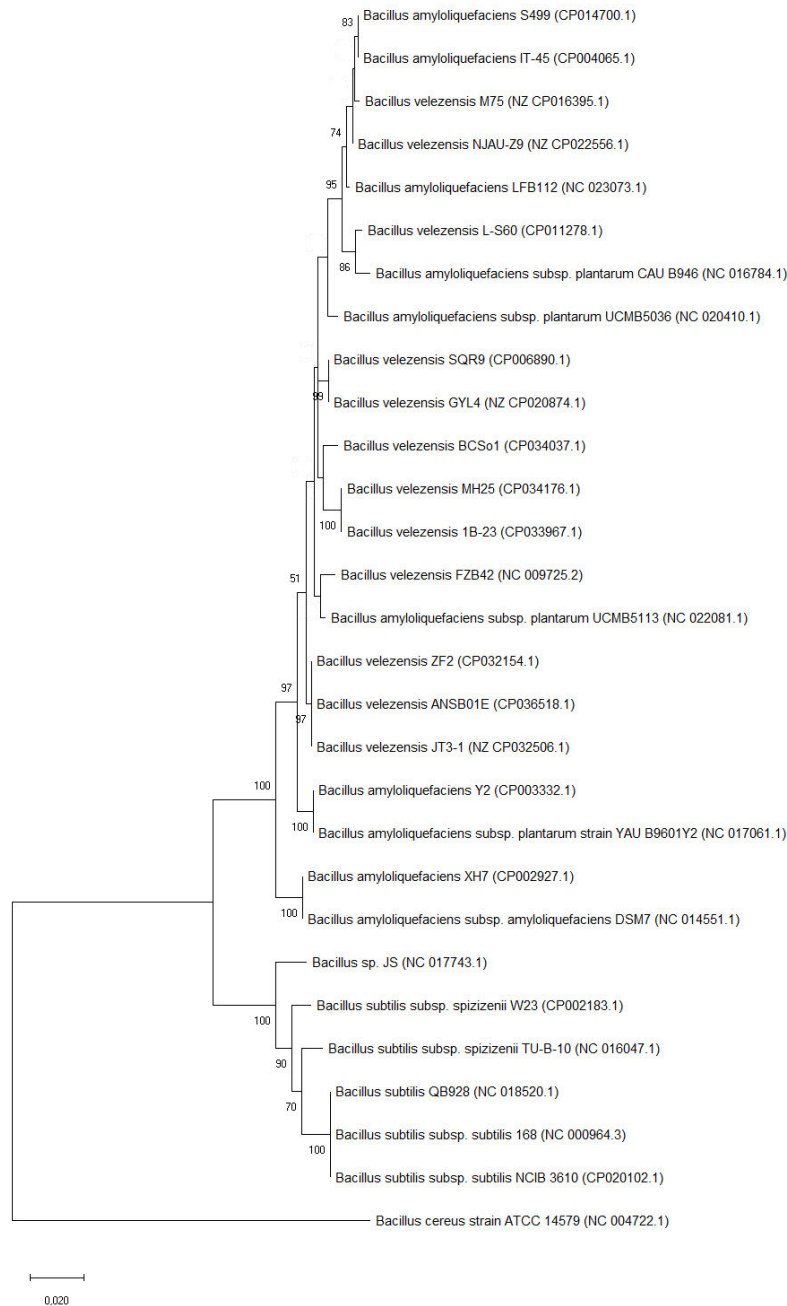 83
Bacillus amyloliquefaciens S499 (CP014700.1)
Bacillus amyloliquefaciens IT-45 (CP004065.1)
Bacillus velezensis M75 (NZ CP016395.1)
74
Bacillus velezensis NJAU-Z9 (NZ CP022556.1)
95
Bacillus amyloliquefaciens LFB112 (NC 023073.1)
Bacillus velezensis L-S60 (CP011278.1)
86
Bacillus amyloliquefaciens subsp. plantarum CAU B946 (NC 016784.1)
Bacillus amyloliquefaciens subsp. plantarum UCMB5036 (NC 020410.1)
Bacillus velezensis SQR9 (CP006890.1)
99
Bacillus velezensis GYL4 (NZ CP020874.1)
Bacillus velezensis BCSo1 (CP034037.1)
Bacillus velezensis MH25 (CP034176.1)
100
Bacillus velezensis 1B-23 (CP033967.1)
51
Bacillus velezensis FZB42 (NC 009725.2)
Bacillus amyloliquefaciens subsp. plantarum UCMB5113 (NC 022081.1)
Bacillus velezensis ZF2 (CP032154.1)
97
Bacillus velezensis ANSB01E (CP036518.1)
97
Bacillus velezensis JT3-1 (NZ CP032506.1)
100
Bacillus amyloliquefaciens Y2 (CP003332.1)
100
Bacillus amyloliquefaciens subsp. plantarum strain YAU B9601Y2 (NC 017061.1)
Bacillus amyloliquefaciens XH7 (CP002927.1)
100
Bacillus amyloliquefaciens subsp. amyloliquefaciens DSM7 (NC 014551.1)
Bacillus sp. JS (NC 017743.1)
100
Bacillus subtilis subsp. spizizenii W23 (CP002183.1)
90
Bacillus subtilis subsp. spizizenii TU-B-10 (NC 016047.1)
70
Bacillus subtilis QB928 (NC 018520.1)
Bacillus subtilis subsp. subtilis 168 (NC 000964.3)
100
Bacillus subtilis subsp. subtilis NCIB 3610 (CP020102.1)
Bacillus cereus strain ATCC 14579 (NC 004722.1)
0,020